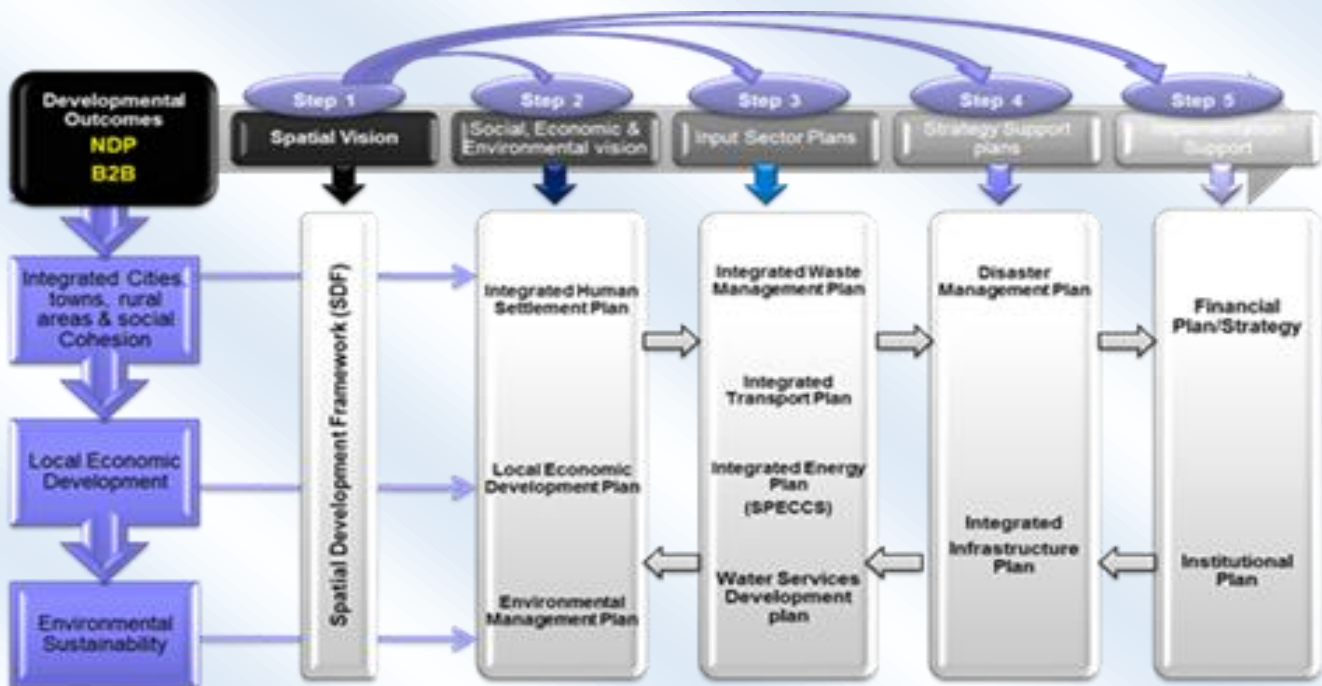 Developmental
Outcomes
NDP
B2B
Integrated Cities,
towns, rural
areas & social
Cohesion
Local Economic
Development
Environmental
Sustainability
Step 1
Spatial Vision
Spatial Development Framework (SDF)
Step 2
Social, Economic &
Environmental vision
Integrated Human
Settlement Plan
Local Economic
Development Plan
Environmental
Management Plan
Step 3
Input Sector Plans
Integrated Waste
Management Plan
Integrated
Transport Plan
Integrated Energy
Plan
(SPECCS)
Water Services
Development
plan
Step 4
Strategy Support
plans
Disaster
Management Plan
Integrated
Infrastructure
Plan
Step 5
Implementation
Support
Financial
Plan/Strategy
Institutional
Plan